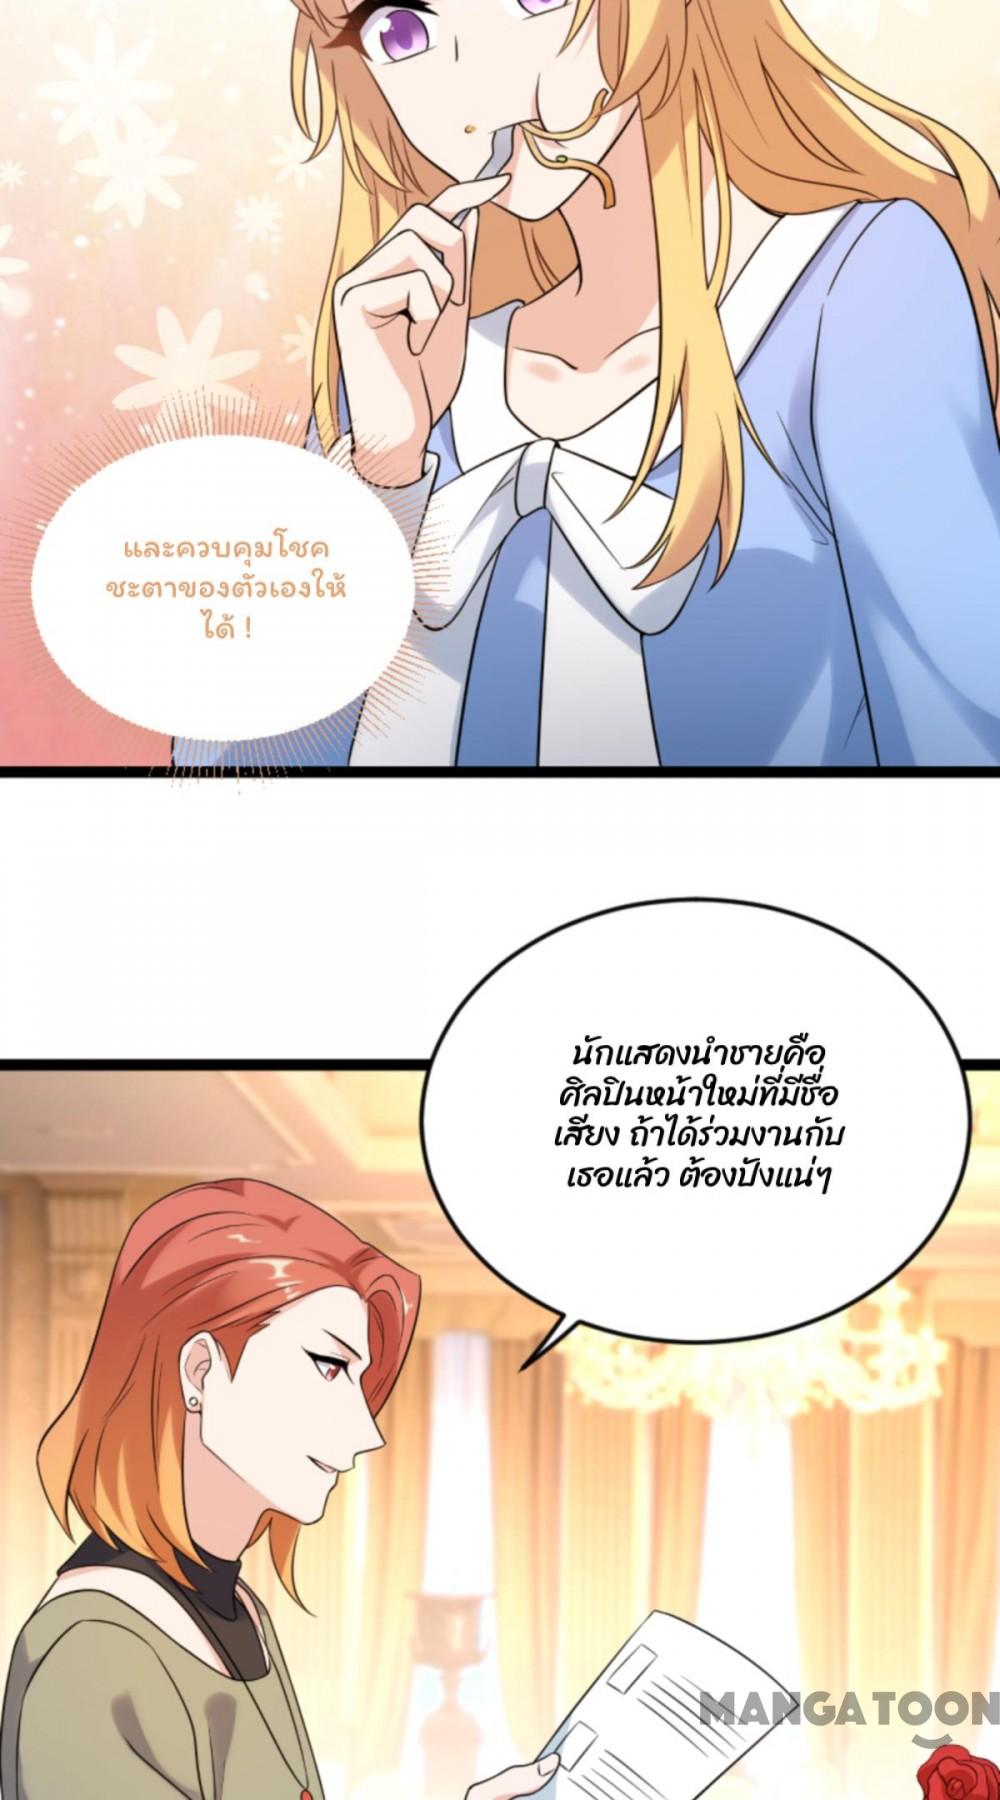 และควบคุมโชค
ชะตาของตัวเองให้
ได้ !
นักแสดงนำชายคือ
ศิลปินหน้าใหม่ที่มีชื่อ
เสียง ถ้าได้ร่วมงานกับ
เธอแล้ว ต้องปังแน่ๆ
MANGATOON